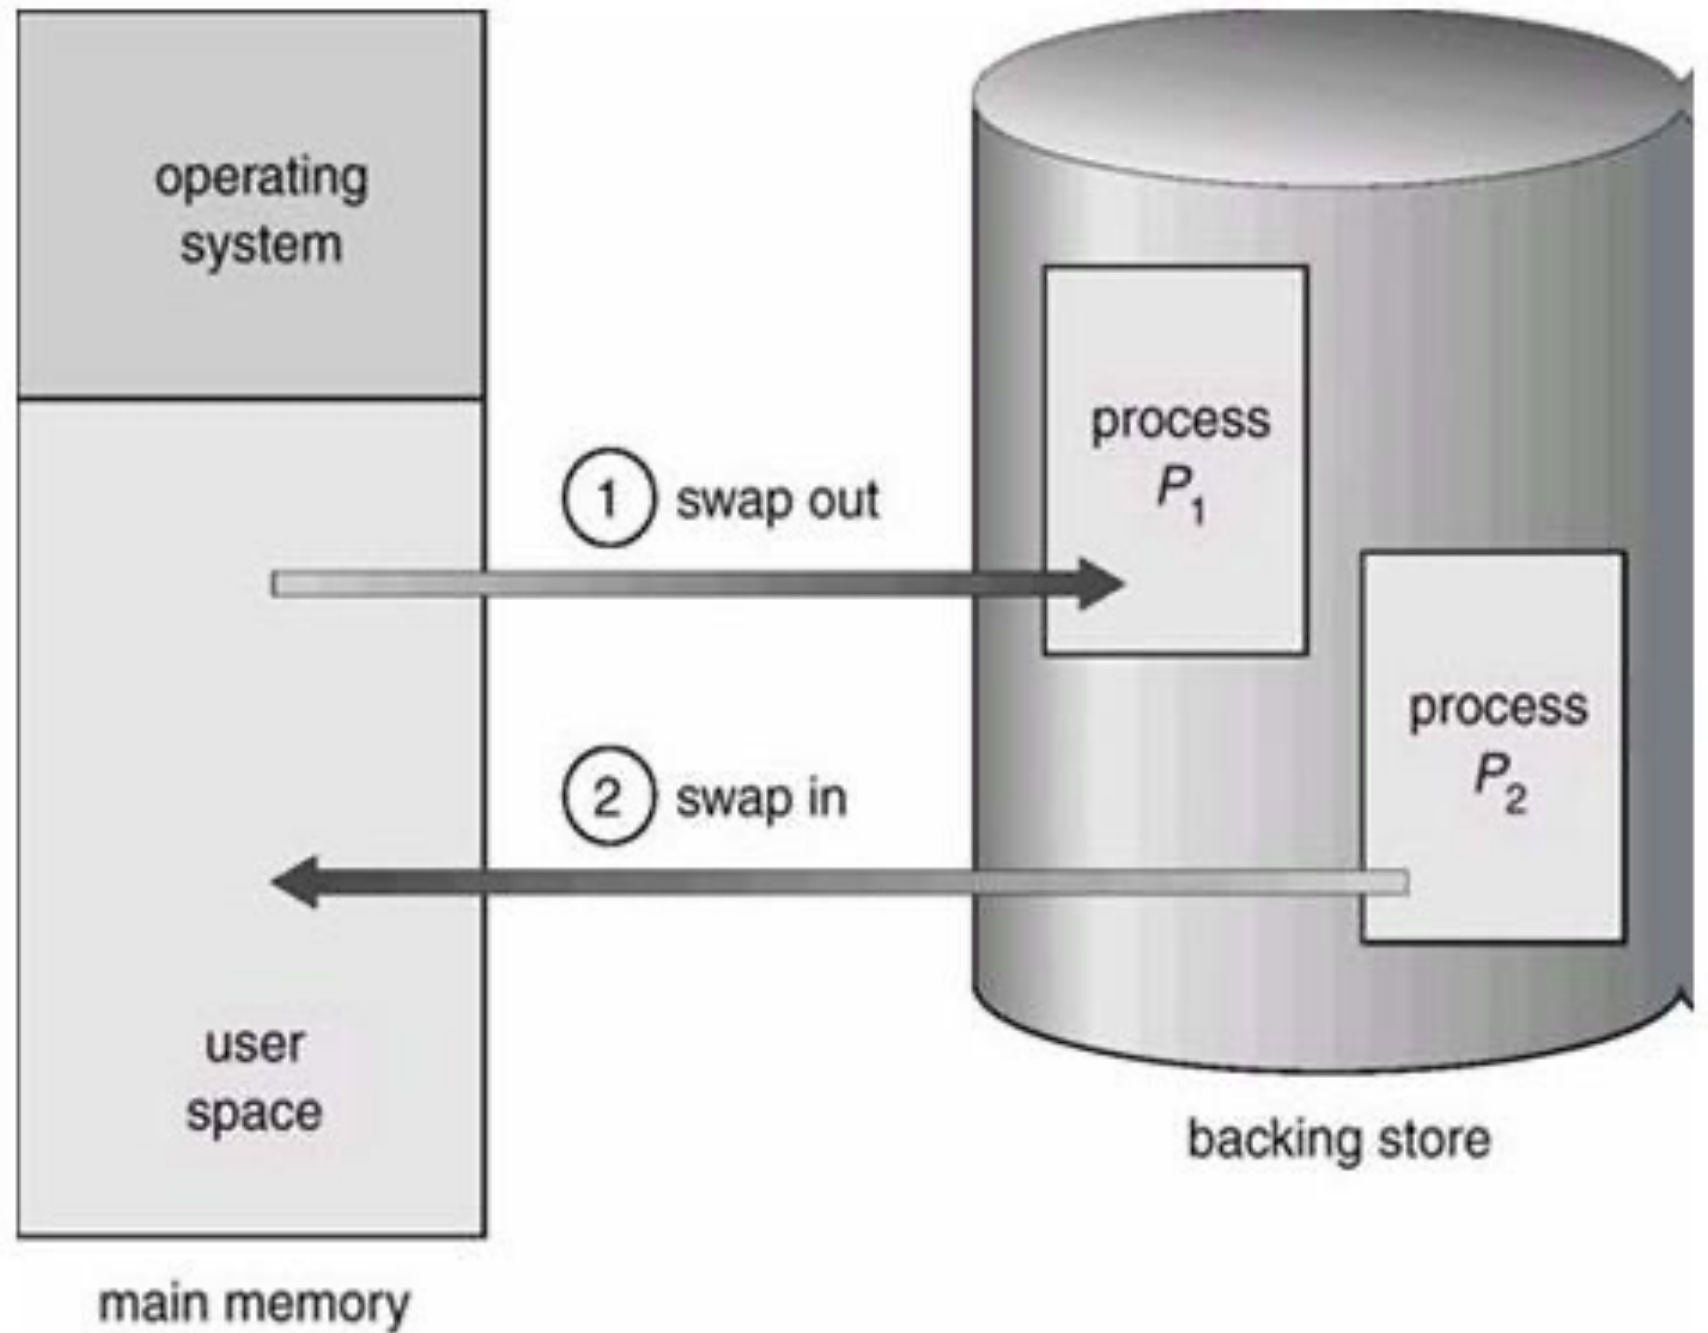 operating
system
1 swap out
process
P1
process
P2
2 swap in
user
space
backing store
main memory